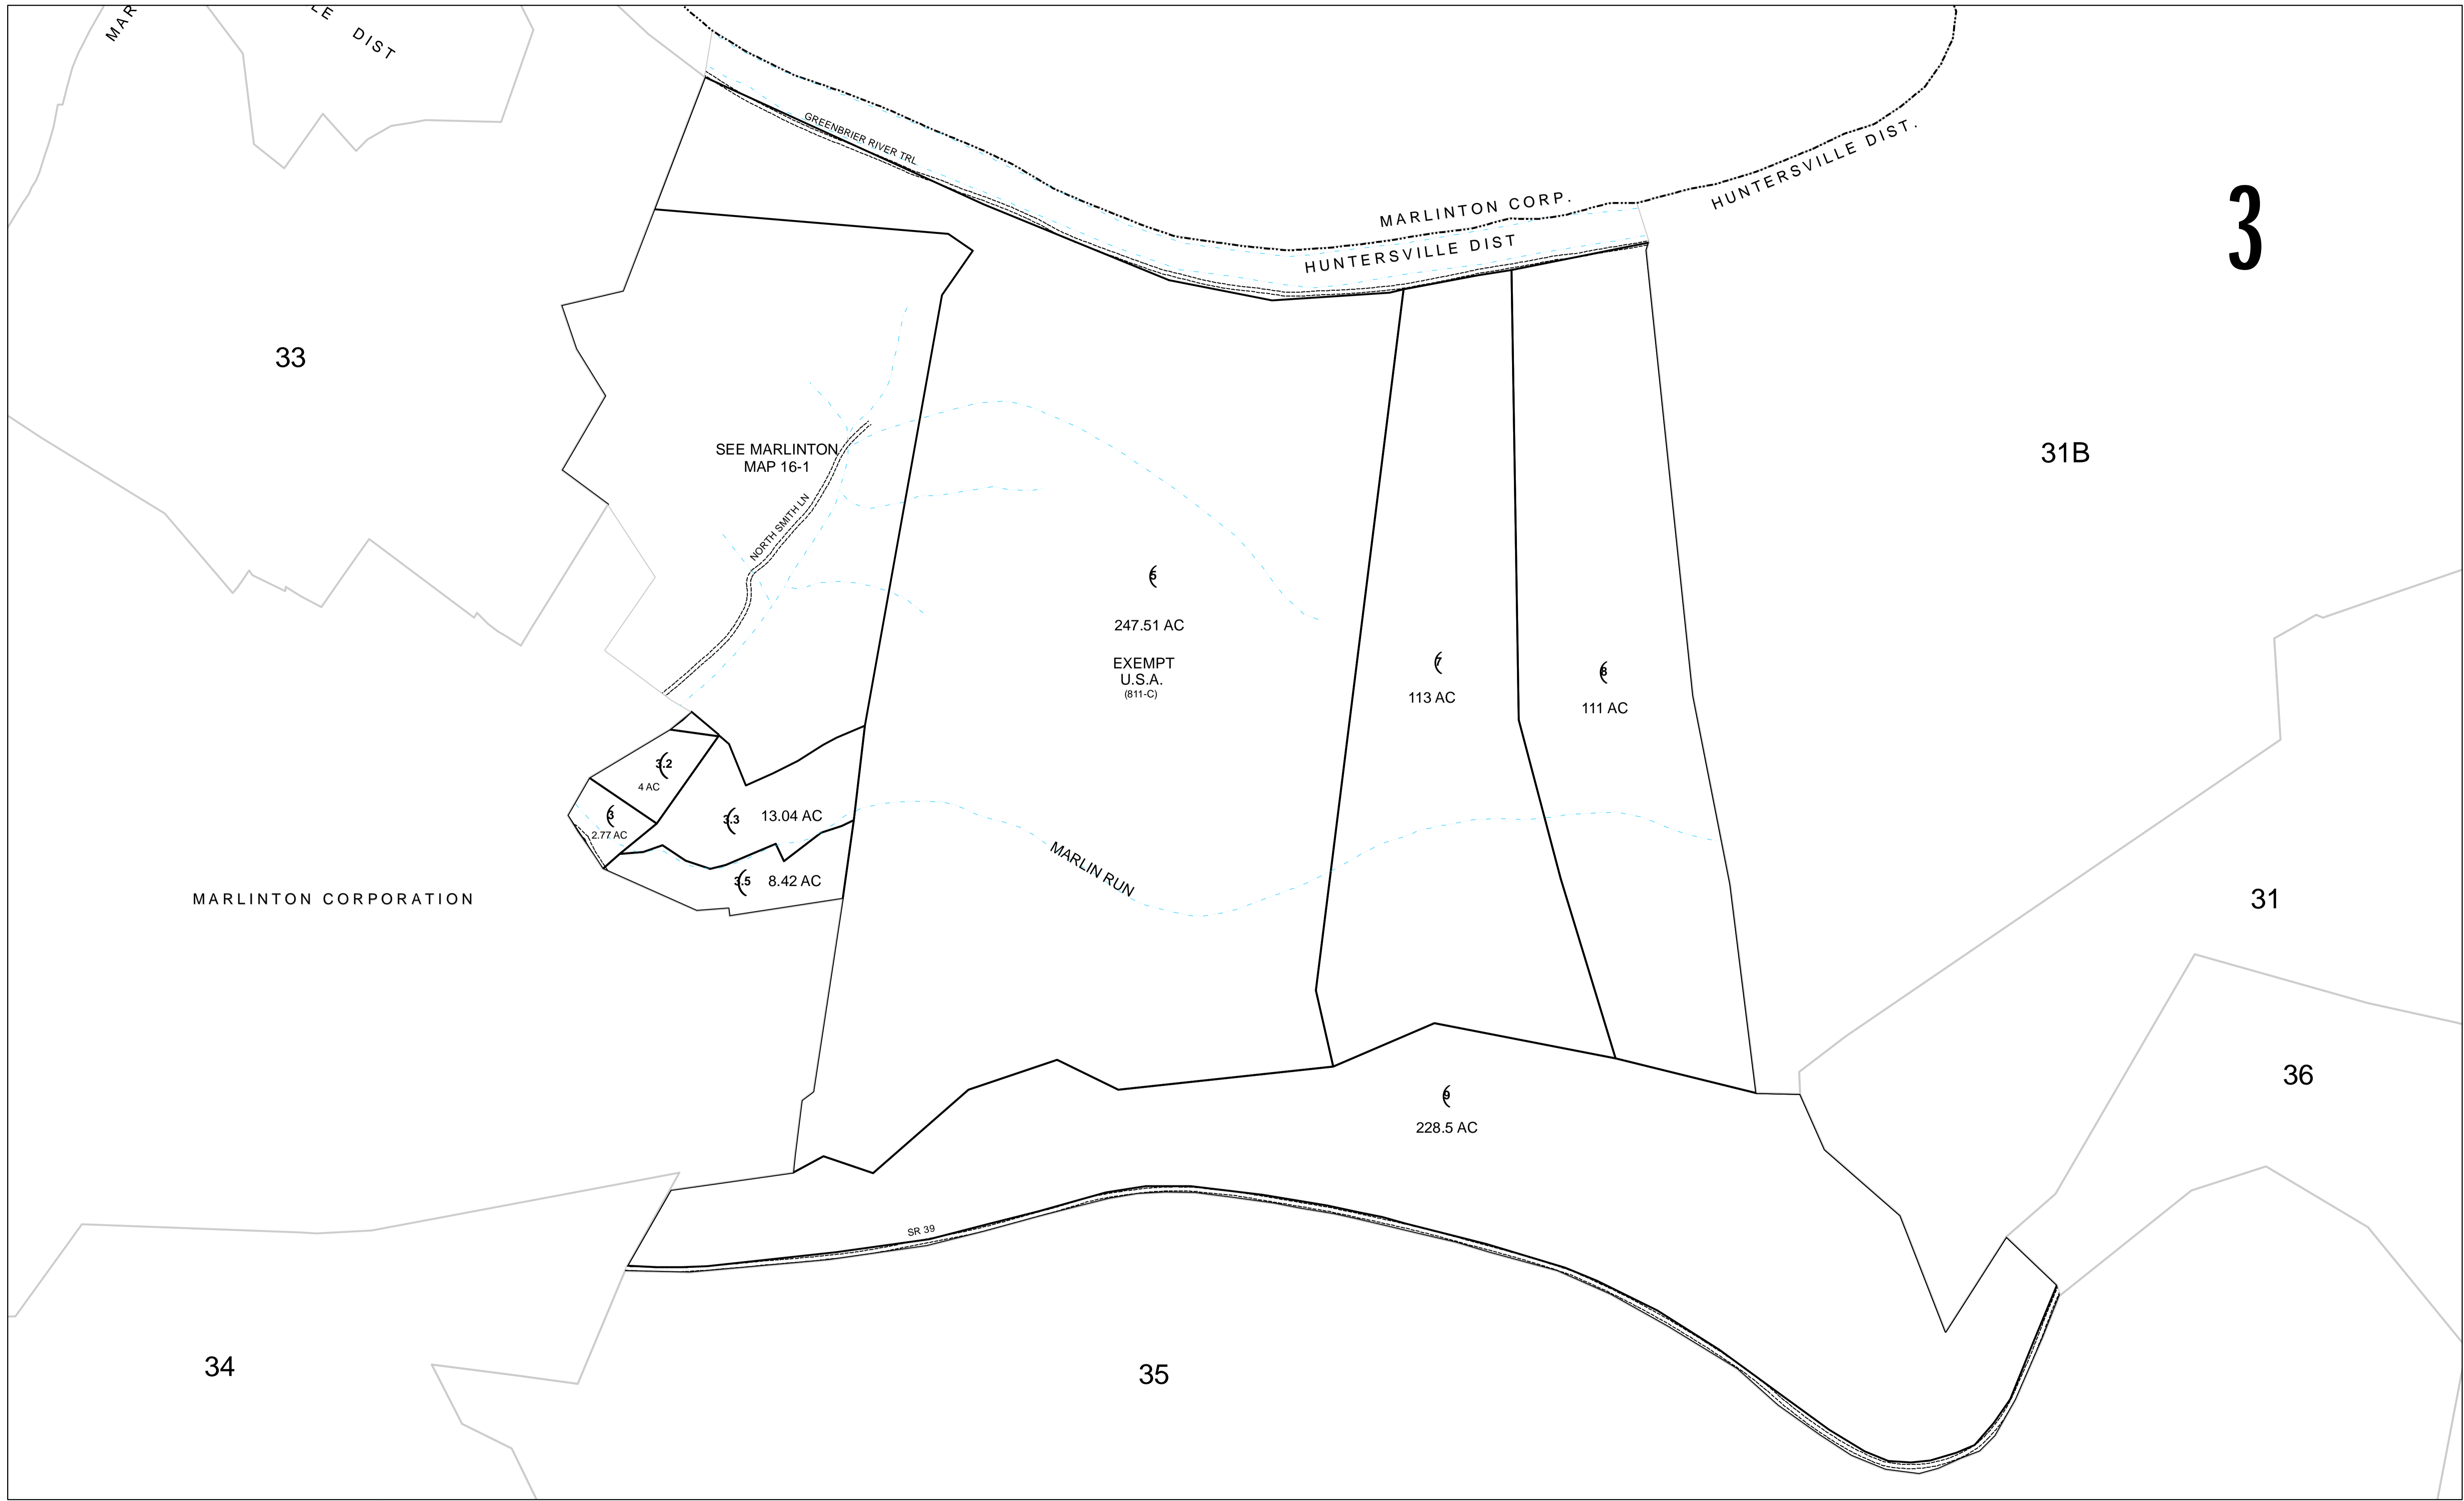 MAR
LE
DIST
GREENBRIER RIVER TRL
MARLINTON CORP.
HUNTERSVILLE DIST.
HUNTERSVILLE DIST
3
33
SEE MARLINTON
MAP 16-1
31B
NORTH SMITH LN
5
247.51 AC
EXEMPT
U.S.A.
(811-C)
7
113 AC
8
111 AC
3.2
4 AC
3
2.77 AC
3.3
13.04 AC
3.5
8.42 AC
MARLIN RUN
MARLINTON CORPORATION
31
36
9
228.5 AC
SR 39
34
35